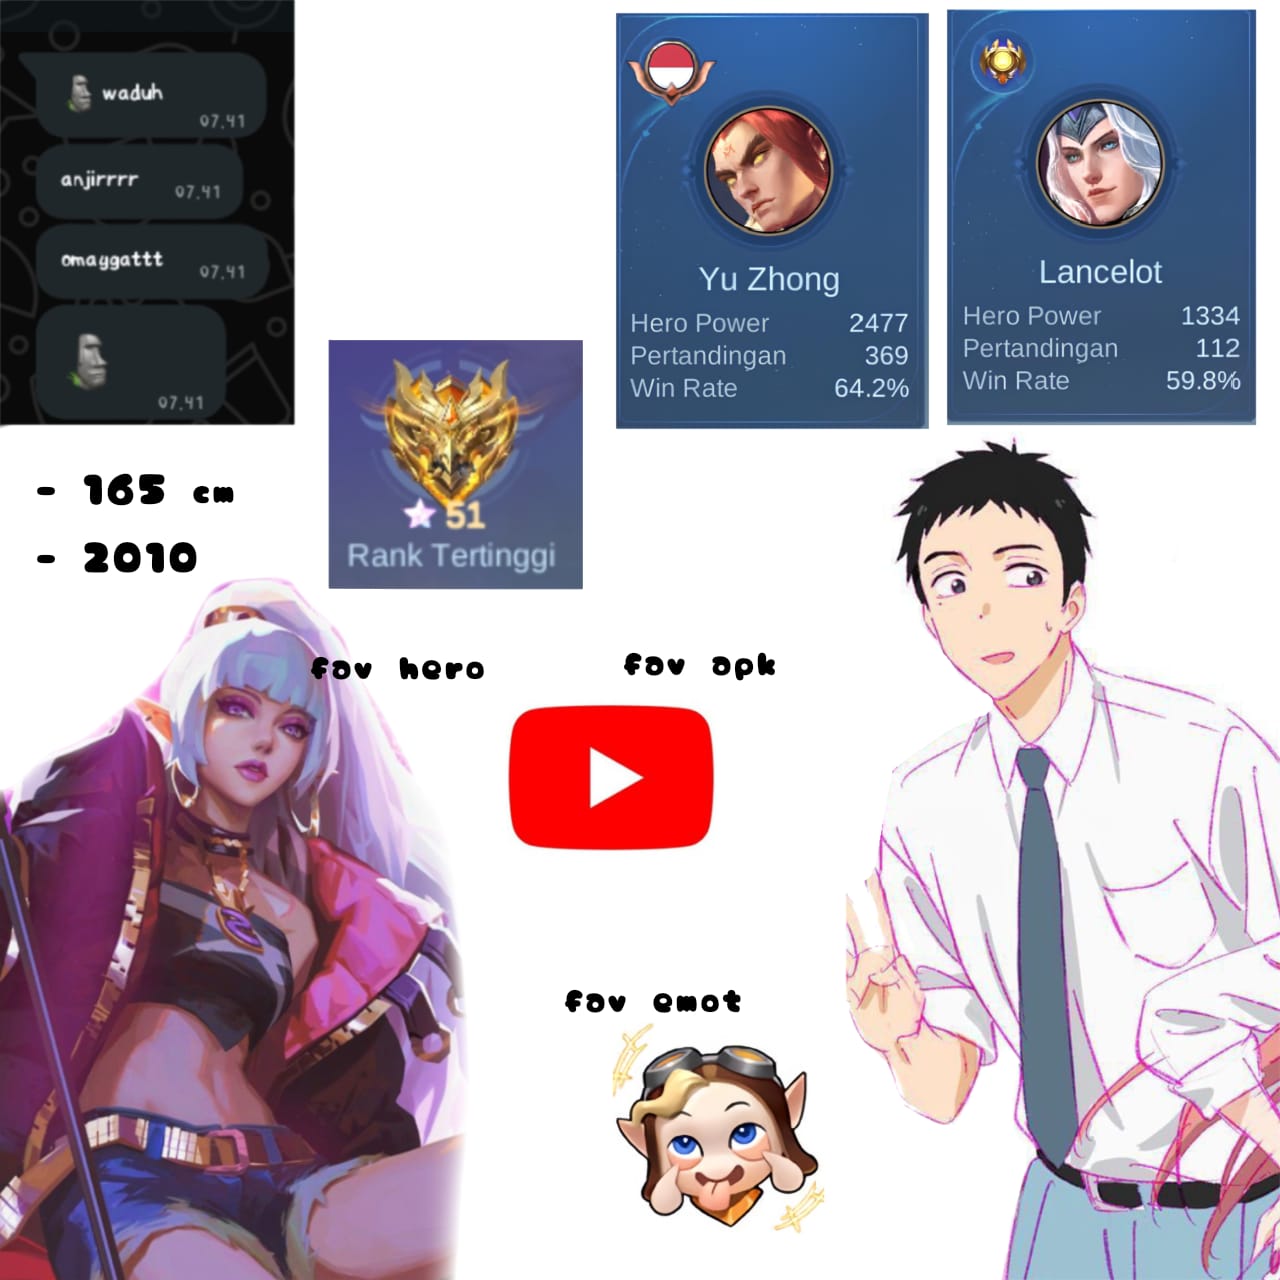 waduh
07.41
anjirrrr
07.41
omaygattt
07.41
07.41
Yu Zhong
Hero Power 2477
Pertandingan 369
Win Rate 64.2%
Lancelot
Hero Power 1334
Pertandingan 112
Win Rate 59.8%
51
Rank Tertinggi
- 165 cm
- 2010
fav hero
fav apk
fav emot